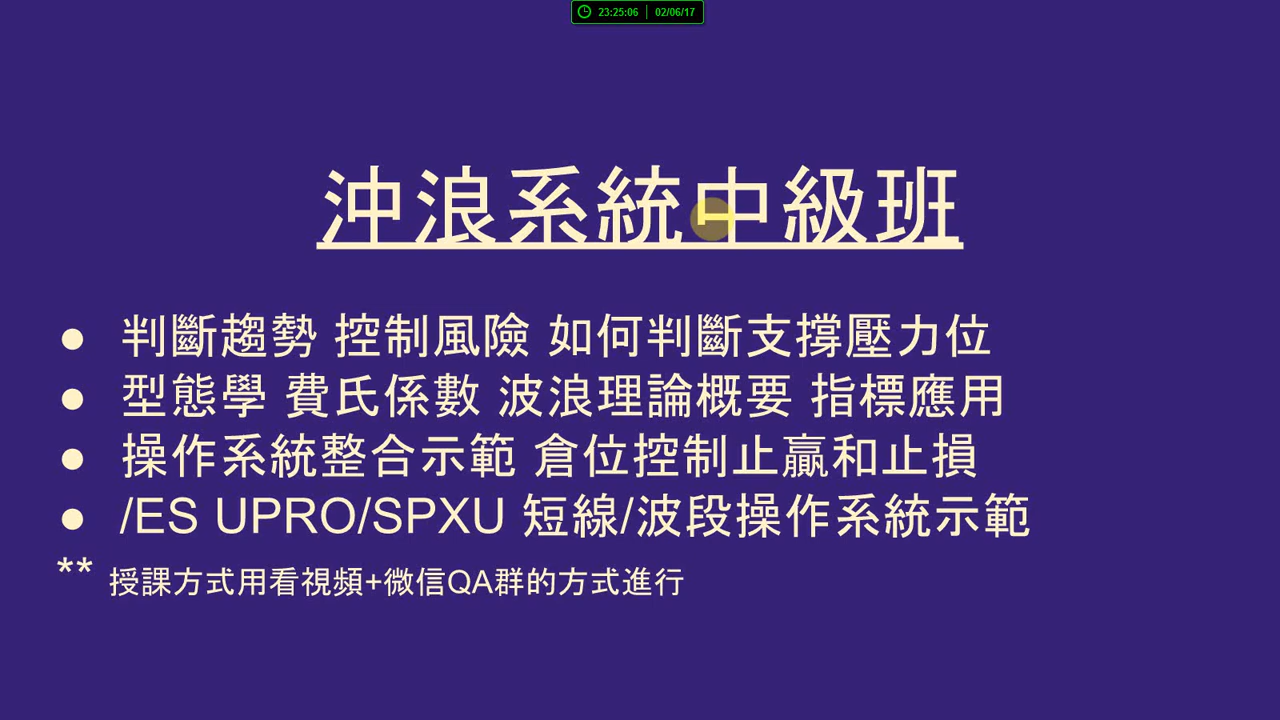 23:25:06 | 02/06/17
沖浪系統中級班
● 判斷趨勢 控制風險 如何判斷支撐壓力位
● 型態學 費氏係數 波浪理論概要 指標應用
● 操作系統整合示範 倉位控制止贏和止損
● /ES UPRO/SPXU 短線/波段操作系統示範
** 授課方式用看視頻+微信QA群的方式進行